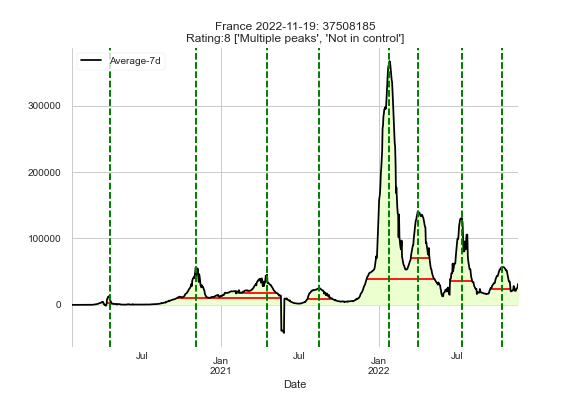 France 2022-11-19: 37508185
Rating:8 ['Multiple peaks', 'Not in control']
Average-7d
300000
200000
100000
0
Jul
Jan
2021
Jul
Jan
2022
Jul
Date